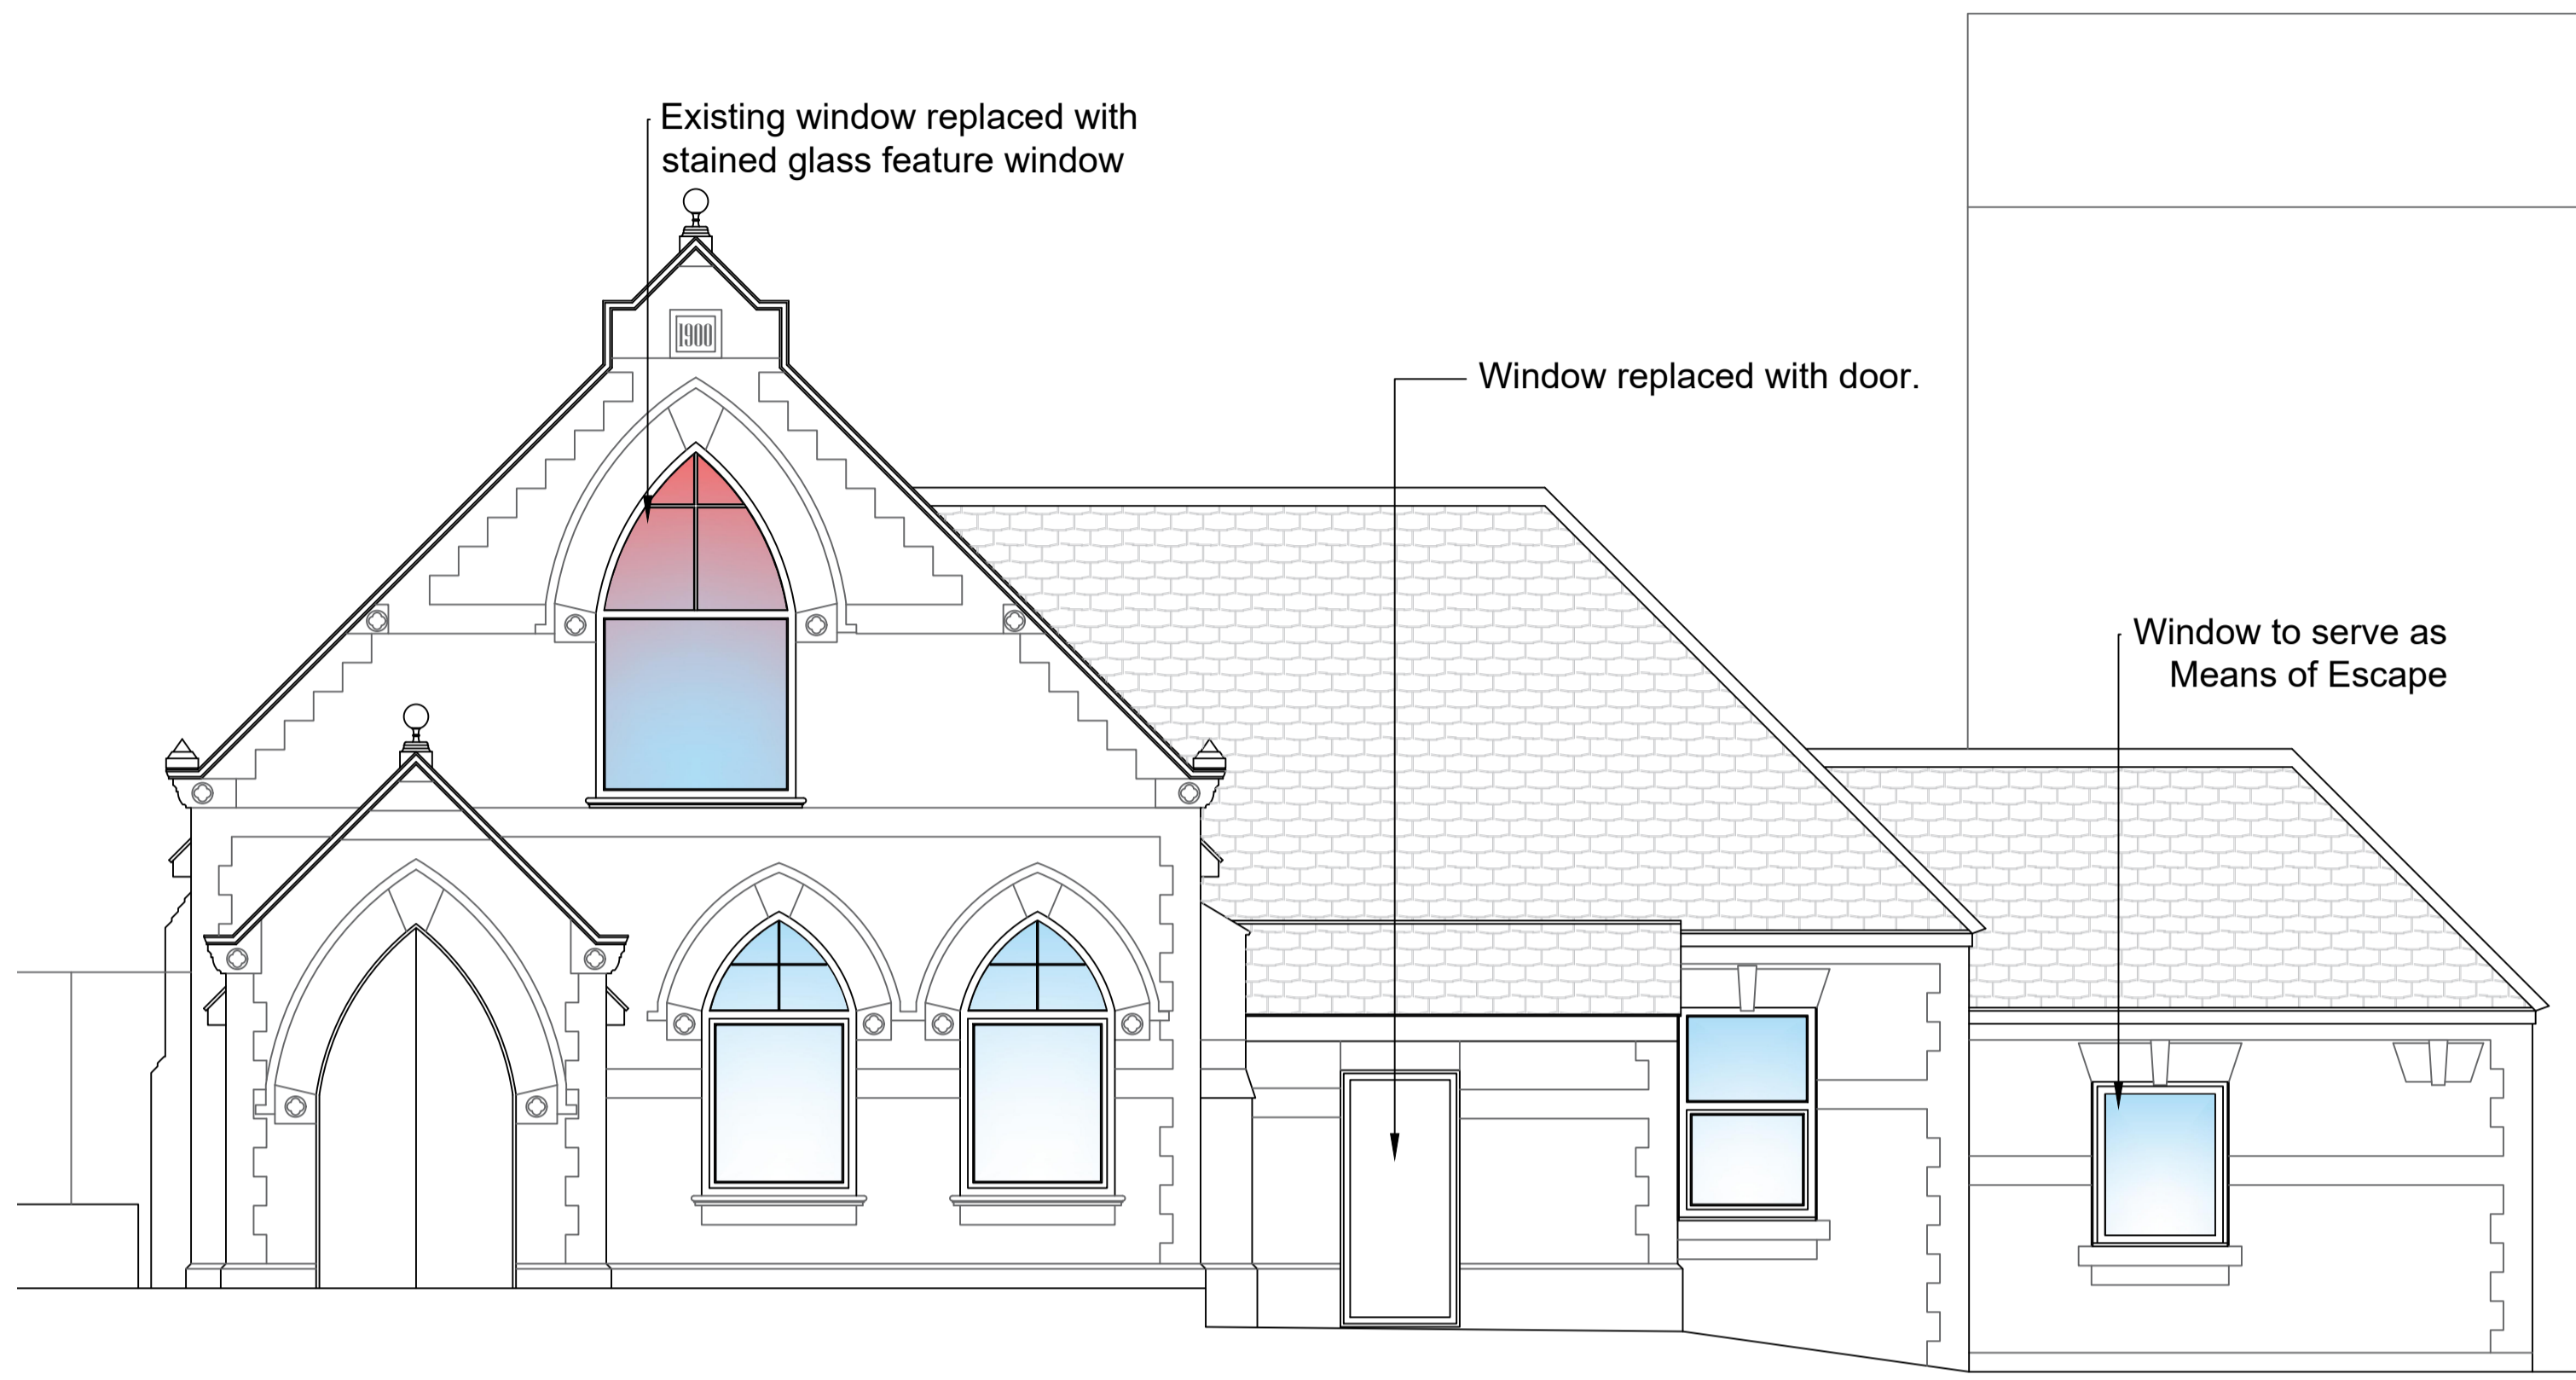 Existing window replaced with
stained glass feature window
1900
Window replaced with door.
Window to serve as
Means of Escape